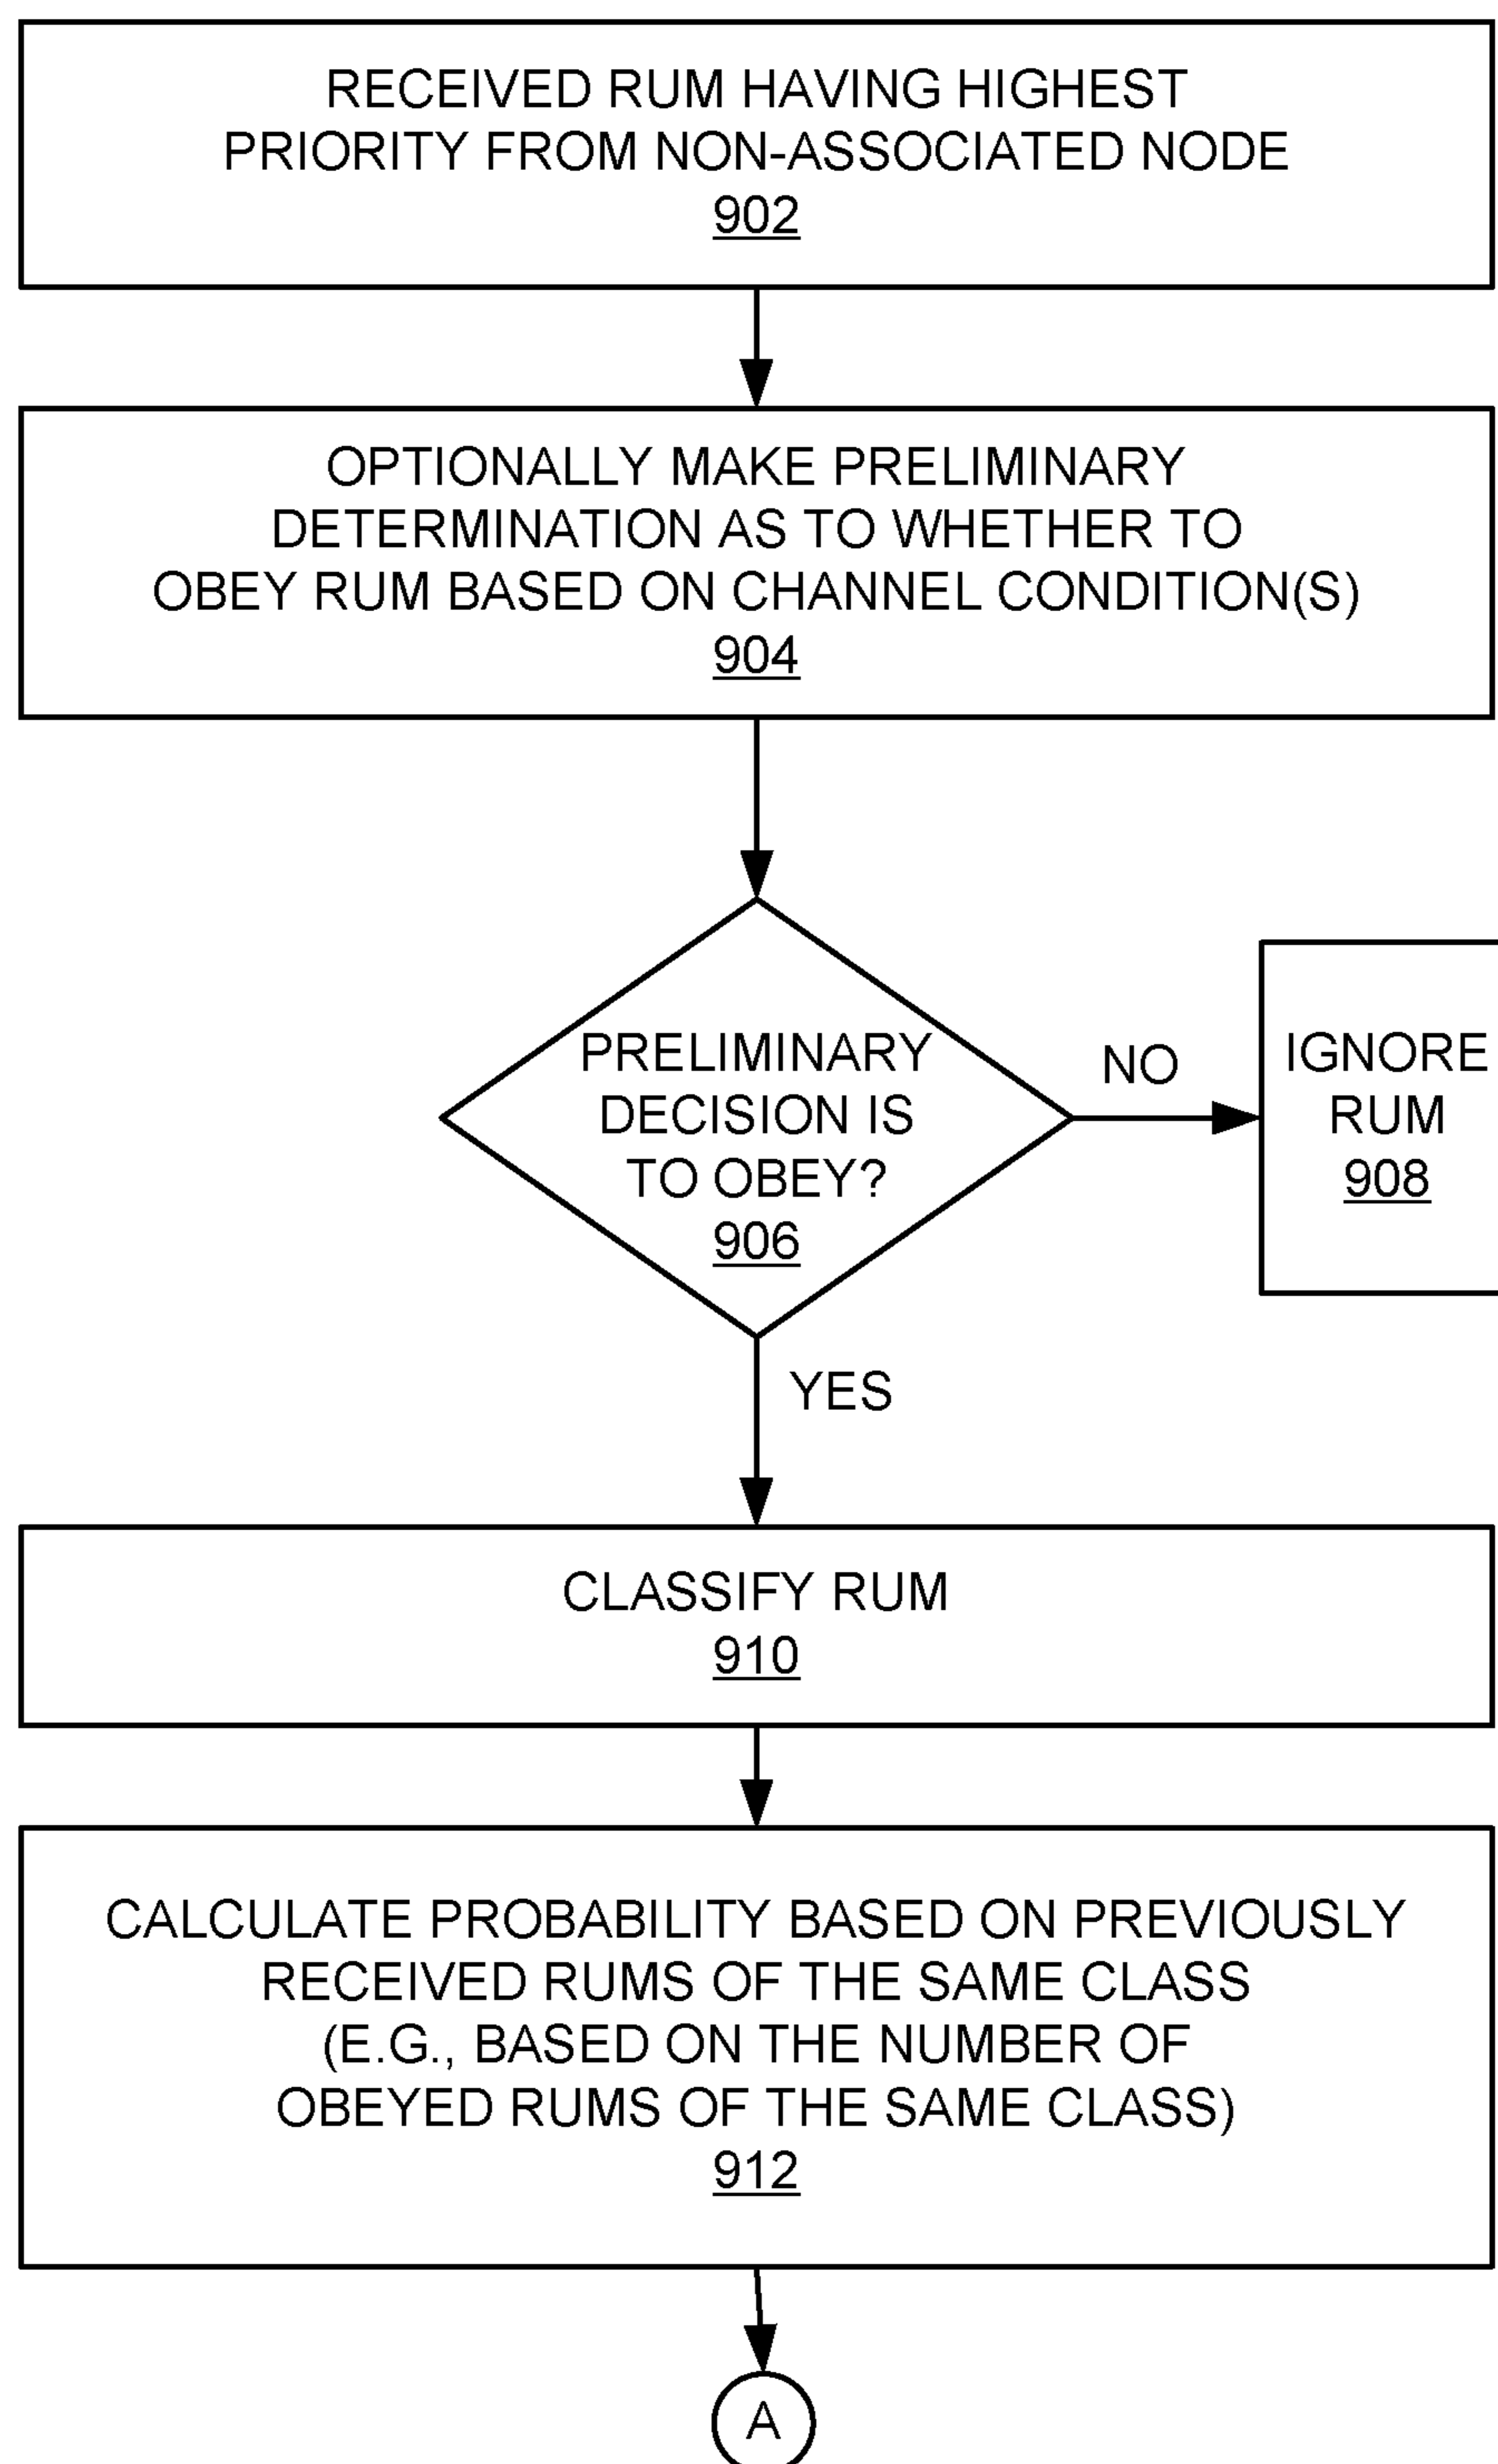 RECEIVED RUM HAVING HIGHEST
PRIORITY FROM NON-ASSOCIATED NODE
902
OPTIONALLY MAKE PRELIMINARY
DETERMINATION AS TO WHETHER TO
OBEY RUM BASED ON CHANNEL CONDITION(S)
904
PRELIMINARY
DECISION IS
TO OBEY?
906
NO
IGNORE
RUM
908
YES
CLASSIFY RUM
910
CALCULATE PROBABILITY BASED ON PREVIOUSLY
RECEIVED RUMS OF THE SAME CLASS
(E.G., BASED ON THE NUMBER OF
OBEYED RUMS OF THE SAME CLASS)
912
A